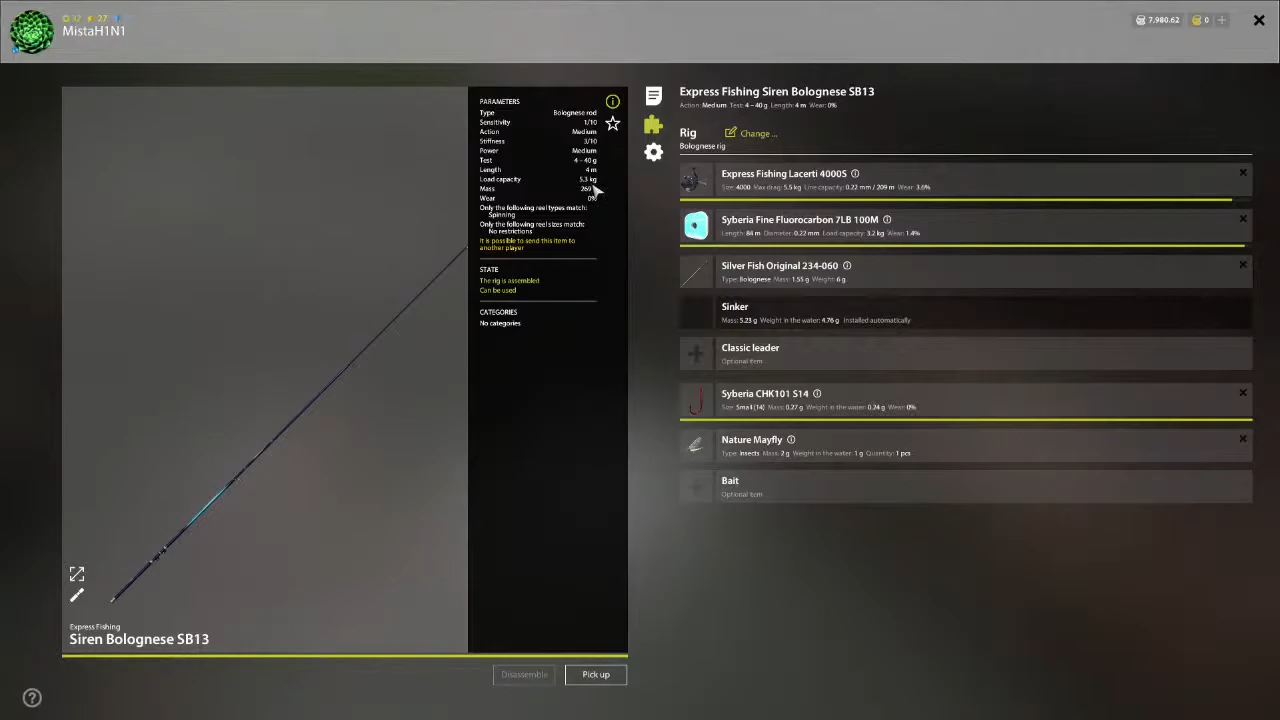 32 27
MistaH1N1
7,980.62 0
PARAMETERS
Type Bolognese rod
Sensitivity 1/10
Action Medium
Stiffness 3/10
Power Medium
Test 4 – 40 g
Length 4 m
Load capacity 5.3 kg
Mass
Wear 0%
Only the following reel types match:
Spinning
Only the following reel sizes match:
No restrictions
It is possible to send this item to
another player
STATE
The rig is assembled
Can be used
CATEGORIES
No categories
Express Fishing
Siren Bolognese SB13
Disassemble Pick up
Express Fishing Siren Bolognese SB13
Action: Medium Test: 4 – 40 g Length: 4 m Wear: 0%
Rig Change ...
Bolognese rig
Express Fishing Lacerti 4000S
Size: 4000 Max drag: 5.5 kg Line capacity: 0.22 mm / 209 m Wear: 3.6%
Syberia Fine Fluorocarbon 7LB 100M
Length: 84 m Diameter: 0.22 mm Load capacity: 3.2 kg Wear: 1.4%
Silver Fish Original 234-060
Type: Bolognese Mass: 1.55 g Weight: 6 g
Sinker
Mass: 5.23 g Weight in the water: 4.76 g Installed automatically
Classic leader
Optional item
Syberia CHK101 S14
Size: Small (14) Mass: 0.27 g Weight in the water: 0.24 g Wear: 0%
Nature Mayfly
Type: Insects Mass: 2 g Weight in the water: 1 g Quantity: 1 pcs
Bait
Optional item